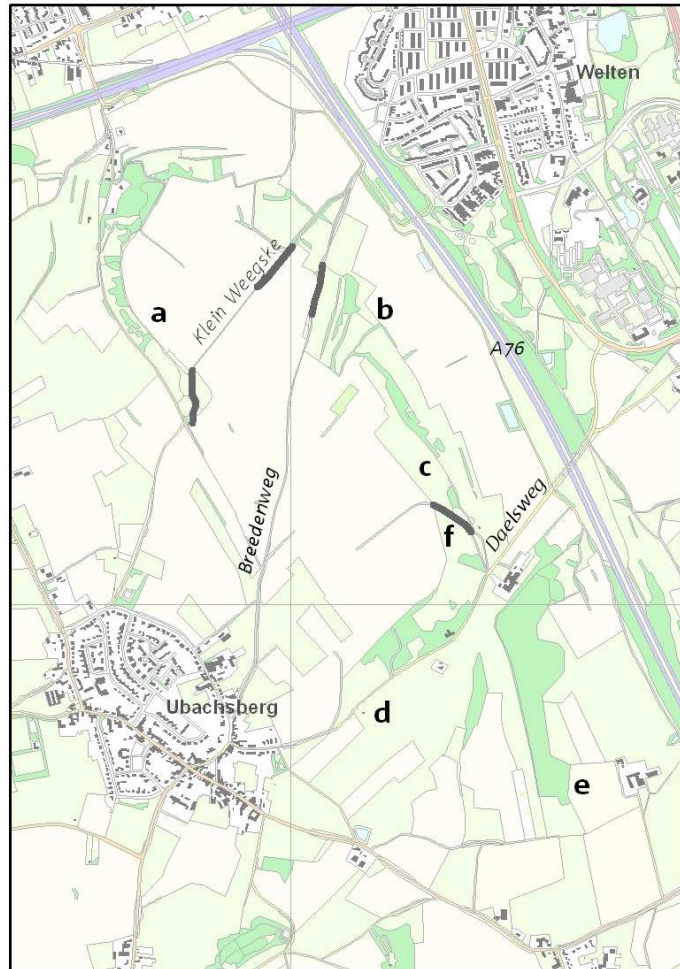 Welten
Klein Weegske
a
b
A76
c
Breedenweg
Daelsweg
f
Ubachsberg
d
e